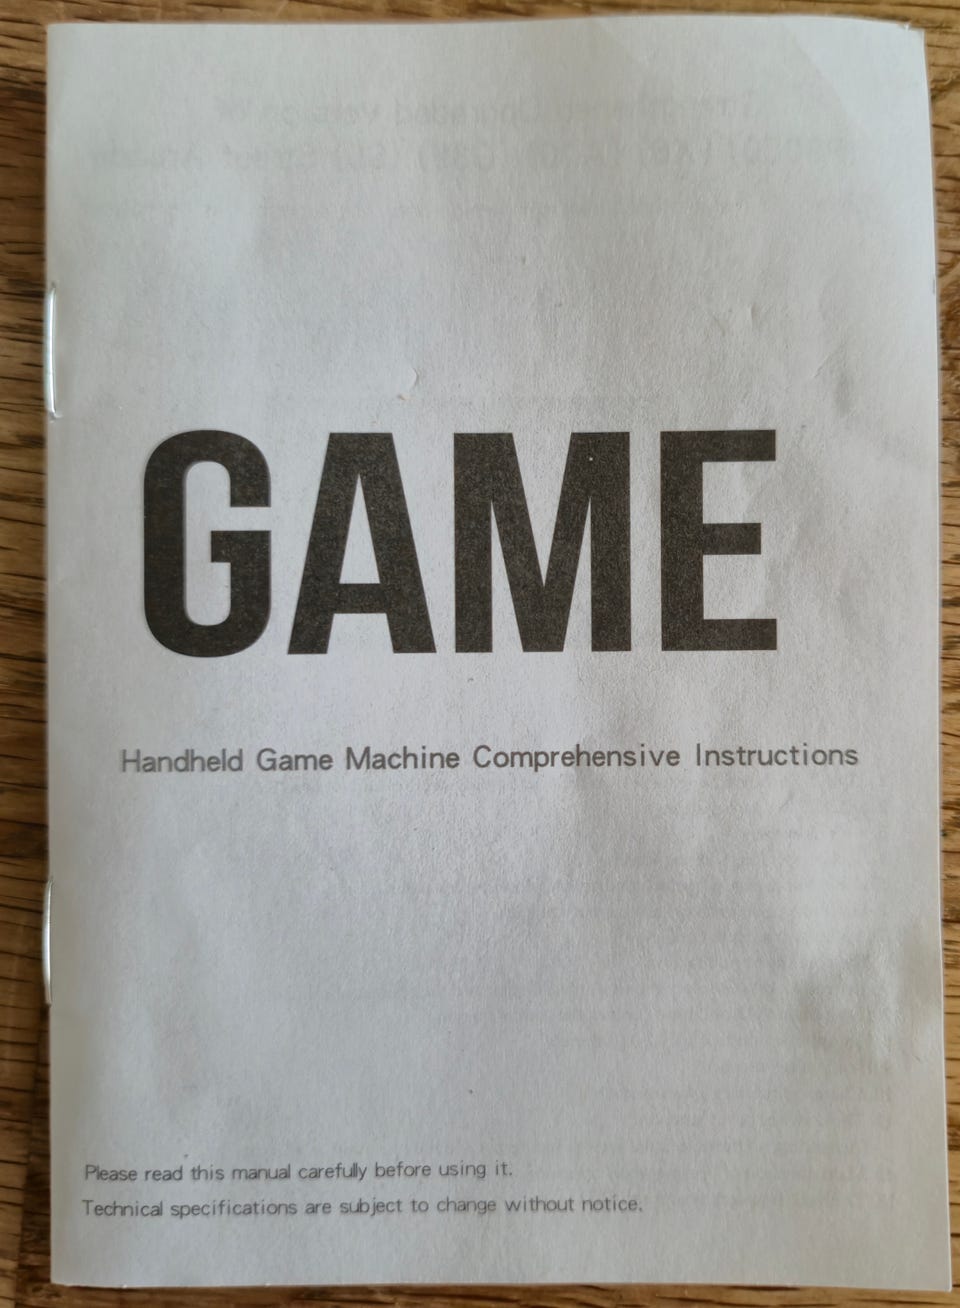 GAME
Handheld Game Machine Comprehensive Instructions
Please read this manual carefully before using it.
Technical specifications are subject to change without notice.